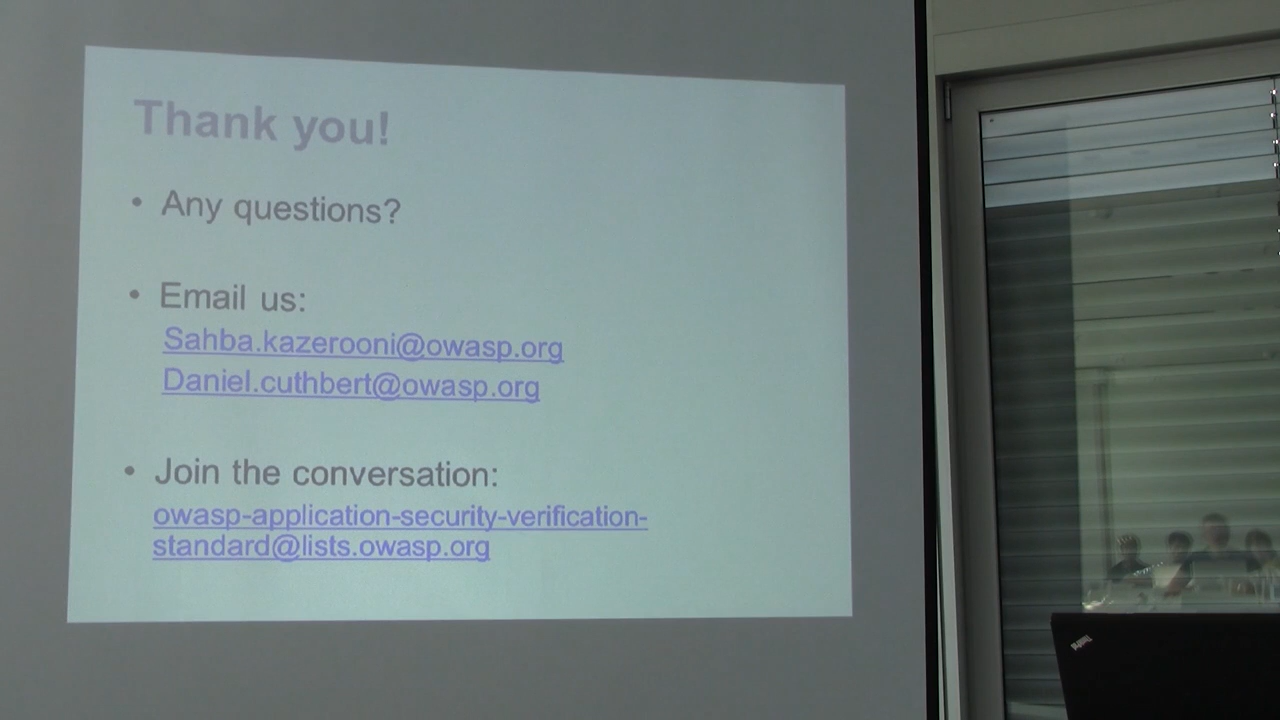 Thank you!
• Any questions?
• Email us:
Sahba.kazerooni@owasp.org
Daniel.cuthbert@owasp.org
• Join the conversation:
owasp-application-security-verification-
standard@lists.owasp.org
ThinkPad